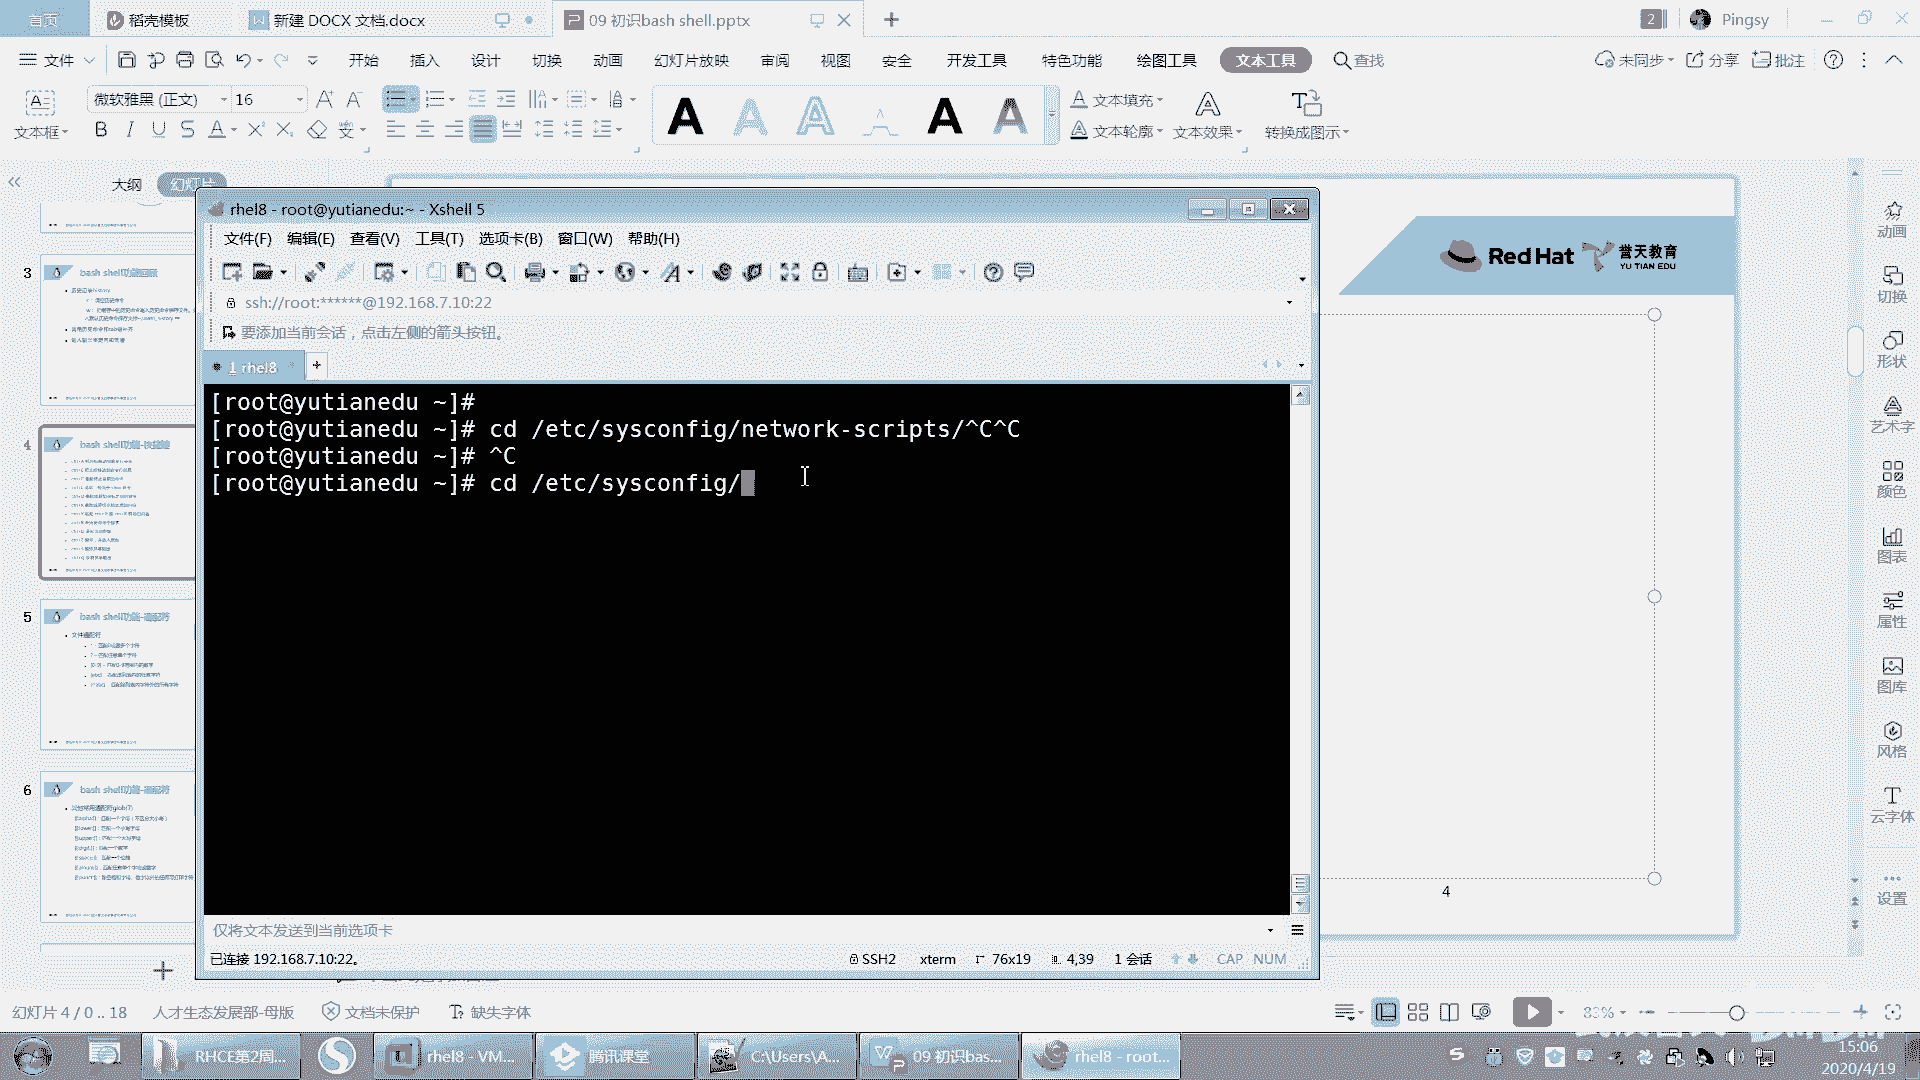 首页 稻壳模板 新建 DOCX 文档.docx 09 初识bash shell.pptx 2 Pingsy
文件 开始 插入 设计 切换 动画 幻灯片放映 审阅 视图 安全 开发工具 特色功能 绘图工具 文本工具 查找 未同步 分享 批注
文本框 微软雅黑 (正文) 16 文本填充 文本轮廓 文本效果 转换成图示
大纲 幻灯片
rhel8 - root@yutianedu:~ - Xshell 5
文件(F) 编辑(E) 查看(V) 工具(T) 选项卡(B) 窗口(W) 帮助(H)
ssh://root:******@192.168.7.10:22
要添加当前会话，点击左侧的箭头按钮。
1 rhel8
[root@yutianedu ~]#
[root@yutianedu ~]# cd /etc/sysconfig/network-scripts/^C^C
[root@yutianedu ~]# ^C
[root@yutianedu ~]# cd /etc/sysconfig/
仅将文本发送到当前选项卡
已连接 192.168.7.10:22。 SSH2 xterm 76x19 4,39 1 会话 CAP NUM
3 bash shell功能回顾
4 bash shell功能-快捷键
5 bash shell功能-通配符
文件通配符
6 bash shell功能-通配符
Red Hat 誉天教育
YU TIAN EDU
4
动画
切换
形状
艺术字
颜色
图表
属性
图库
风格
云字体
设置
幻灯片 4 / 0 .. 18 人才生态发展部-母版 文档未保护 缺失字体 83%
RHCE第2周... rhel8 - VM... 腾讯课堂 C:\Users\A... 09 初识bas... rhel8 - root...
15:06
2020/4/19